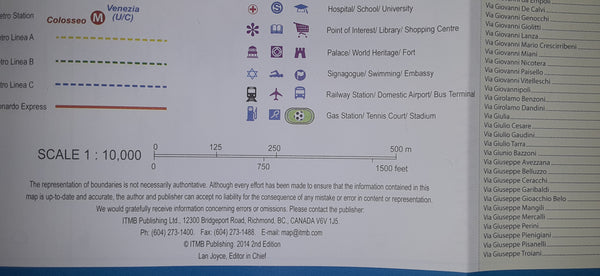 etro Station
Colosseo M Venezia
(U/C)
etro Linea A
etro Linea B
etro Linea C
onardo Express
Hospital/ School/ University
Point of Interest/ Library/ Shopping Centre
Palace/ World Heritage/ Fort
Signagogue/ Swimming/ Embassy
Railway Station/ Domestic Airport/ Bus Terminal
Gas Station/ Tennis Court/ Stadium
SCALE 1 : 10,000
0 125 250 500 m
0 750 1500 feet
The representation of boundaries is not necessarily authoritative. Although every effort has been made to ensure that the information contained in this
map is up-to-date and accurate, the author and publisher can accept no liability for the consequence of any mistake or error in content or representation.
We would gratefully receive information concerning errors or omissions. Please contact the publisher:
ITMB Publishing Ltd., 12300 Bridgeport Road, Richmond, BC., CANADA V6V 1J5.
Ph: (604) 273-1400. Fax: (604) 273-1488. E-mail: map@itmb.com
© ITMB Publishing. 2014 2nd Edition
Lan Joyce, Editor in Chief
Via Giovanni De Calvi
Via Giovanni Genocchi
Via Giovanni Giolitti
Via Giovanni Lanza
Via Giovanni Mario Crescimbeni
Via Giovanni Miani
Via Giovanni Nicotera
Via Giovanni Paisello
Via Giovanni Vitelleschi
Via Giovannipoli
Via Girolamo Benzoni
Via Girolamo Dandini
Via Giulia
Via Giulio Cesare
Via Giulio Gaudini
Via Giulio Tarra
Via Giunio Bazzoni
Via Giuseppe Avezzana
Via Giuseppe Belluzzo
Via Giuseppe Ceracchi
Via Giuseppe Garibaldi
Via Giuseppe Gioacchio Belo
Via Giuseppe Mangili
Via Giuseppe Mercalli
Via Giuseppe Perini
Via Giuseppe Pienigiani
Via Giuseppe Pisanelli
Via Giuseppe Troiani